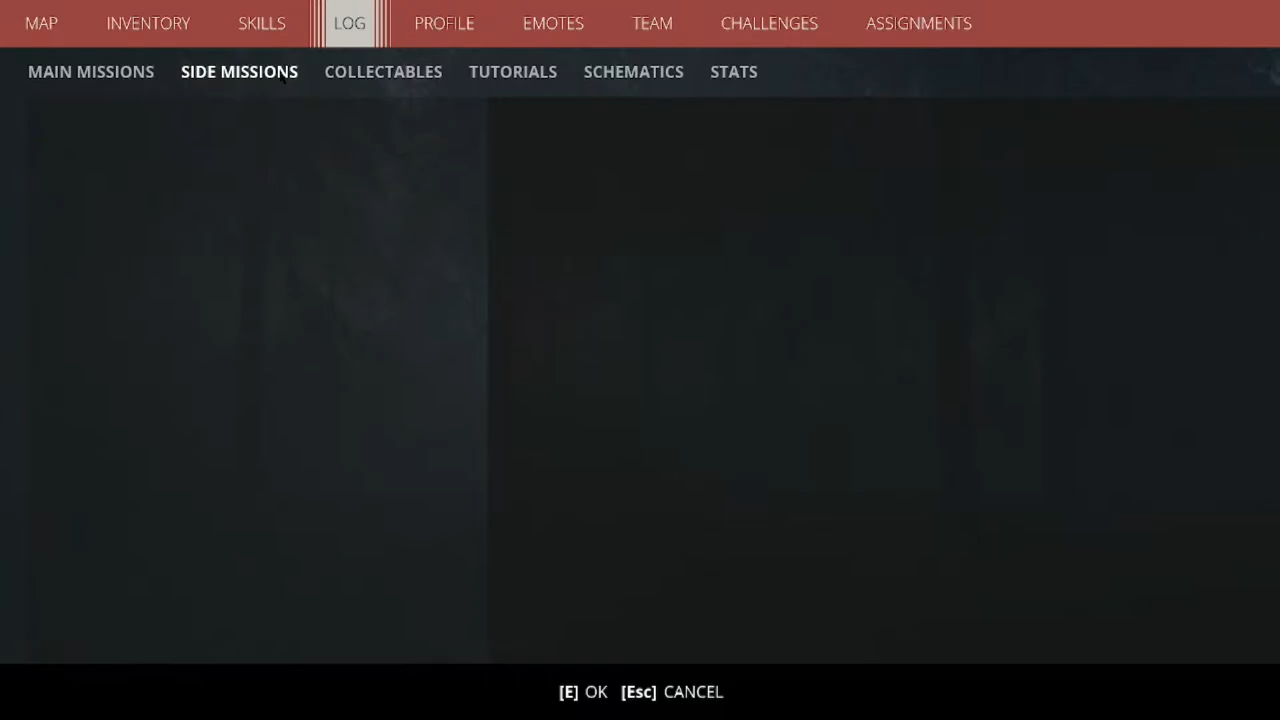 MAP INVENTORY SKILLS LOG PROFILE EMOTES TEAM CHALLENGES ASSIGNMENTS
MAIN MISSIONS SIDE MISSIONS COLLECTABLES TUTORIALS SCHEMATICS STATS
[E] OK [Esc] CANCEL